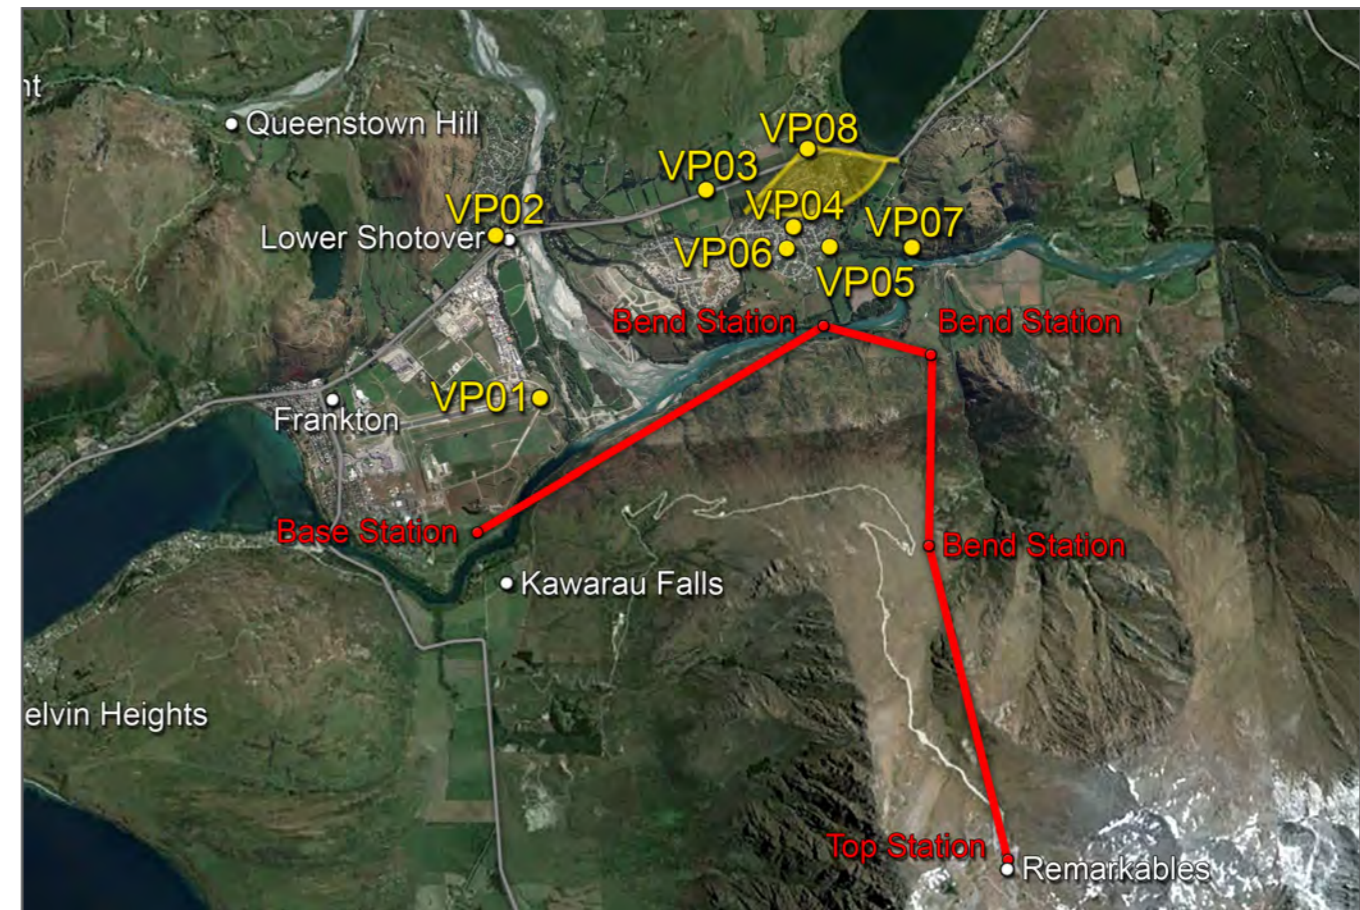 nt
Queenstown Hill
VP08
VP03
VP02
VP04
VP07
Lower Shotover
VP06
VP05
Bend Station
Bend Station
VP01
Frankton
Base Station
Bend Station
Kawarau Falls
elvin Heights
Top Station
Remarkables